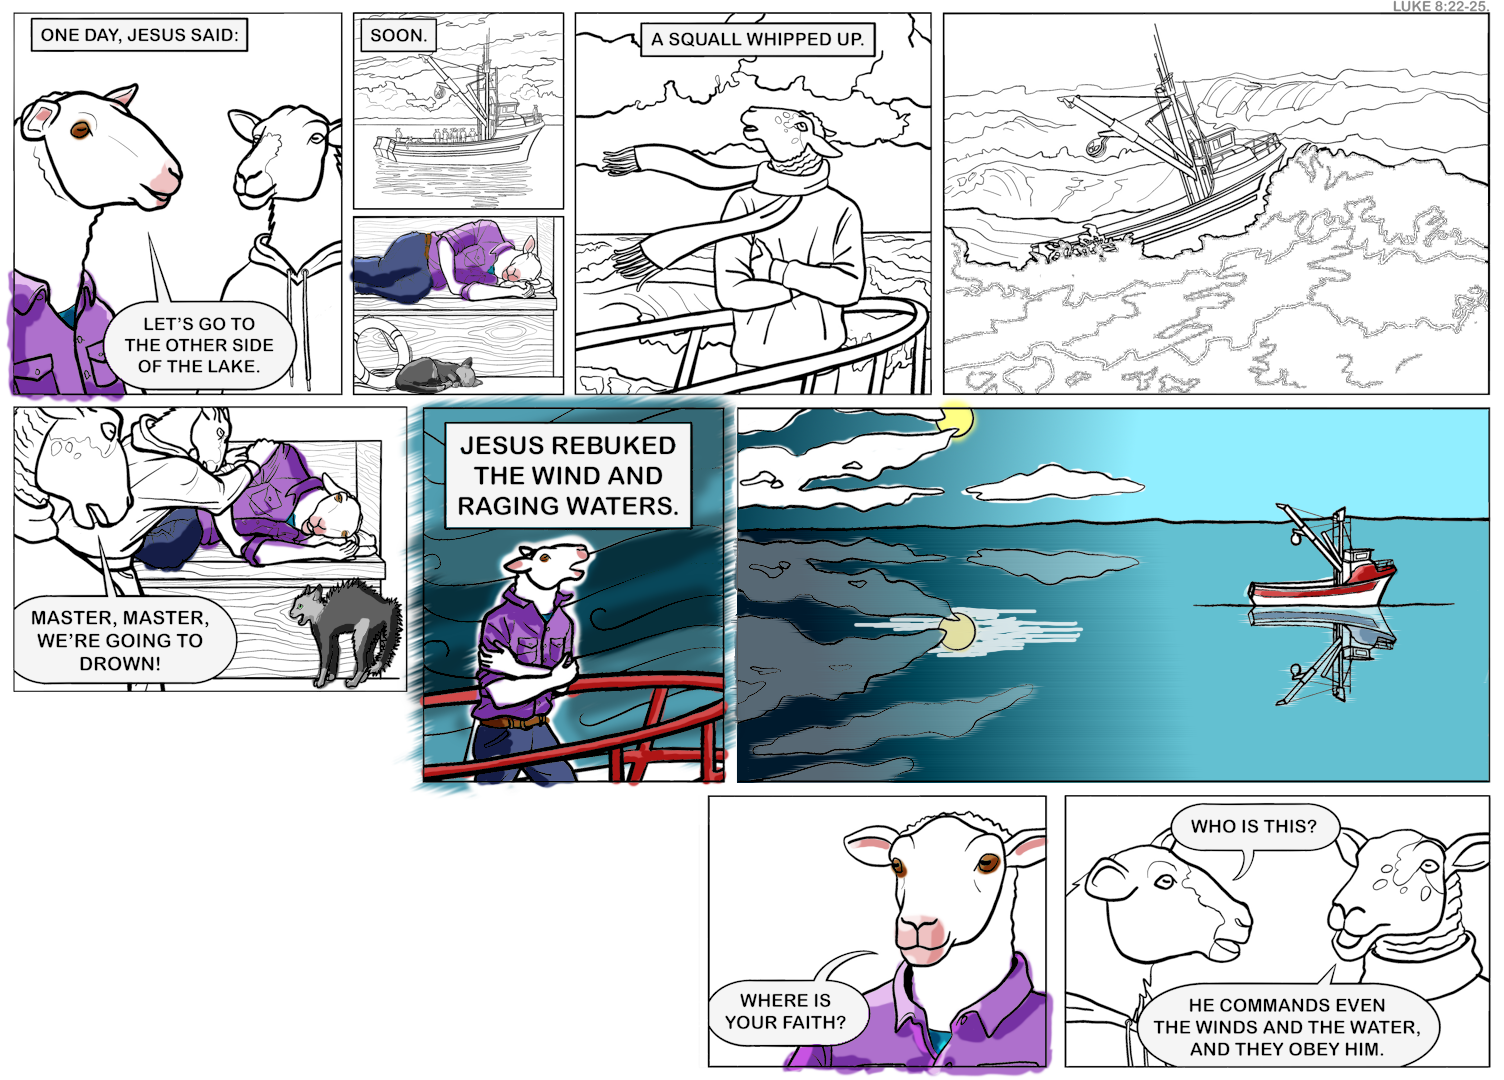 LUKE 8:22-25.
ONE DAY, JESUS SAID:
LET'S GO TO
THE OTHER SIDE
OF THE LAKE.
SOON.
A SQUALL WHIPPED UP.
MASTER, MASTER,
WE'RE GOING TO
DROWN!
JESUS REBUKED
THE WIND AND
RAGING WATERS.
WHERE IS
YOUR FAITH?
WHO IS THIS?
HE COMMANDS EVEN
THE WINDS AND THE WATER,
AND THEY OBEY HIM.